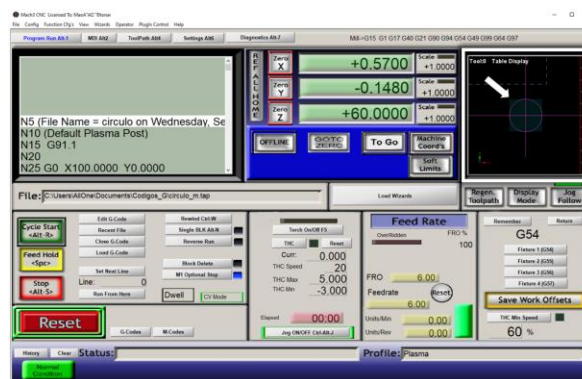 Mach3 CNC Licensed To
File Config Function Cfg's View Wizards Operator PlugIn Control Help
Program Run Alt-1 MDI Alt2 ToolPath Alt4 Settings Alt6 Diagnostics Alt-7 Mill->G15 G1 G17 G40 G21 G90 G94 G54 G49 G99 G64 G97
N5 (File Name = circulo on Wednesday, Se
N10 (Default Plasma Post)
N15 G91.1
N20
N25 G0 X100.0000 Y0.0000
REF ALL HOME
Zero X +0.5700 Scale +1.0000
Zero Y -0.1480 Scale +1.0000
Zero Z +60.0000 Scale +1.0000
OFFLINE GOTO ZERO To Go Machine Coord's
Soft Limits
Tool:0 Table Display
File: C:\Users\AllOne\Documents\Codigos_G\circulo_m.tap
Load Wizards
Regen. Toolpath Display Mode Jog Follow
Cycle Start <Alt-R>
Feed Hold <Spc>
Stop <Alt-S>
Edit G-Code Rewind Ctrl-W
Recent File Single BLK Alt-N
Close G-Code Reverse Run
Load G-Code
Block Delete
Set Next Line M1 Optional Stop
Line: 0
Run From Here Dwell CV Mode
Reset
G-Codes M-Codes
Torch On/Off F5
THC Reset
Curr: 0.000
THC Speed 20
THC Max 5.000
THC Min -3.000
Elapsed 00:00
Jog ON/OFF Ctrl-Alt-J
Feed Rate
OverRidden FRO %
100
FRO 6.00
Feedrate Reset
6.00
Units/Min 0.00
Units/Rev 0.00
Remember Return
G54
Fixture 1 (G54)
Fixture 2 (G55)
Fixture 3 (G56)
Fixture 4 (G57)
Save Work Offsets
THC Min Speed
60 %
History Clear Status: Profile: Plasma
Normal Condition